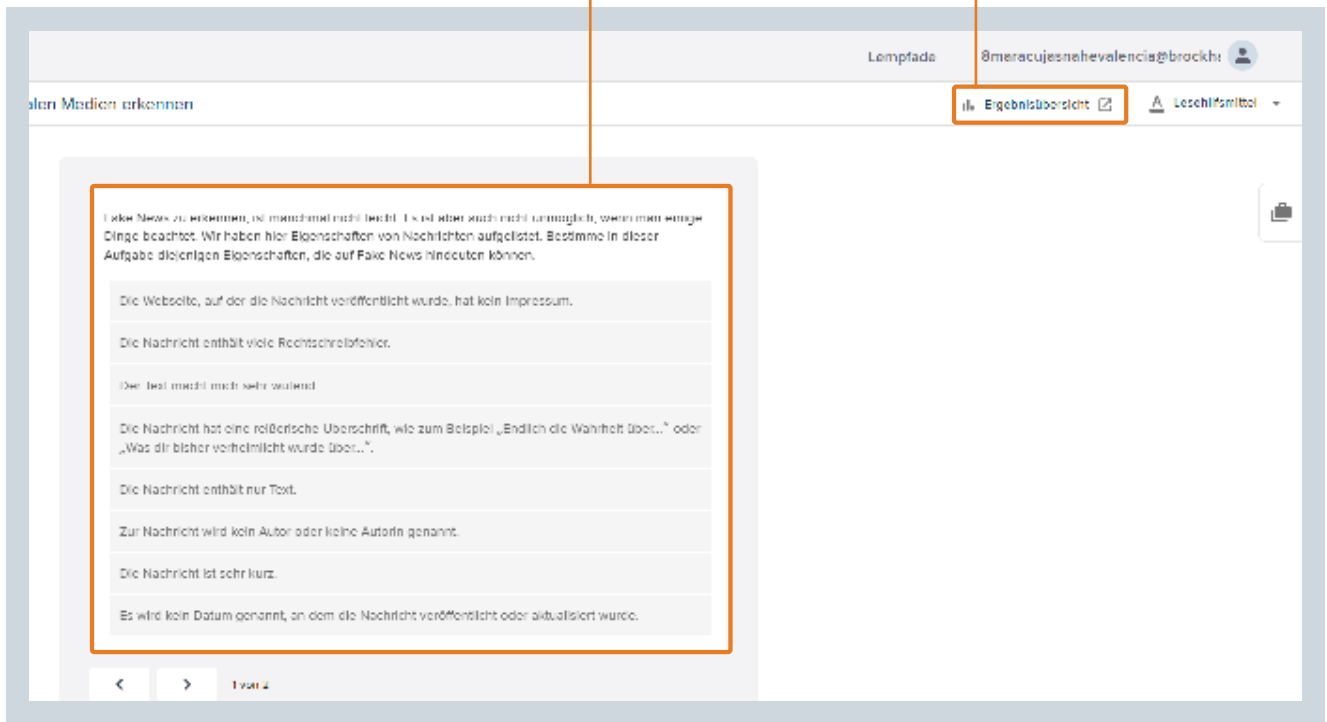 Lernpfade 8maracujasnahevalencia@brockha
alen Medien erkennen
Ergebnisübersicht
Lesehilfsmittel
Fake News zu erkennen, ist manchmal nicht leicht. Es ist aber auch nicht unmöglich, wenn man einige
Dinge beachtet. Wir haben hier Eigenschaften von Nachrichten aufgelistet. Bestimme in dieser
Aufgabe diejenigen Eigenschaften, die auf Fake News hindeuten können.
Die Webseite, auf der die Nachricht veröffentlicht wurde, hat kein Impressum.
Die Nachricht enthält viele Rechtschreibfehler.
Der Text macht mich sehr wütend.
Die Nachricht hat eine reißerische Überschrift, wie zum Beispiel „Endlich die Wahrheit über...“ oder
„Was dir bisher verheimlicht wurde über...“.
Die Nachricht enthält nur Text.
Zur Nachricht wird kein Autor oder keine Autorin genannt.
Die Nachricht ist sehr kurz.
Es wird kein Datum genannt, an dem die Nachricht veröffentlicht oder aktualisiert wurde.
1 von 2